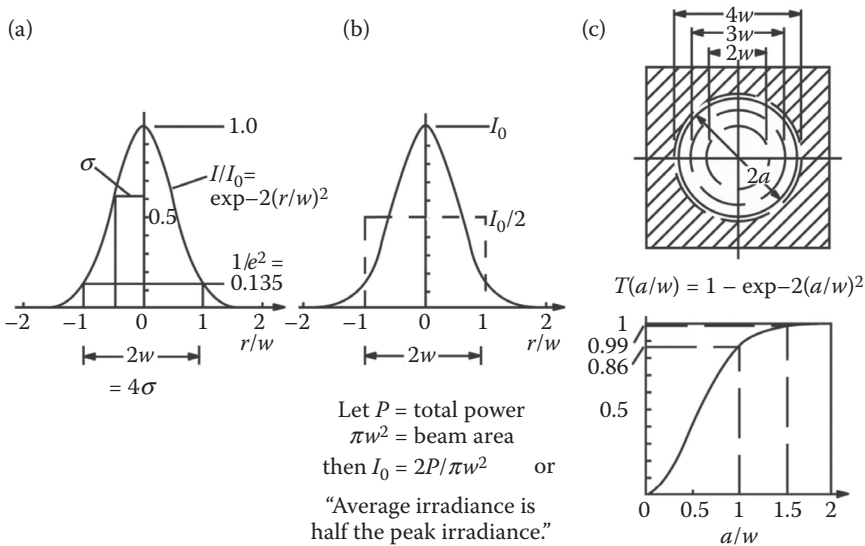 (a)
1.0
σ
I/I₀=
exp−2(r/w)²
0.5
1/e² =
0.135
−2 −1 0 1 2
r/w
2w
= 4σ
(b)
I₀
I₀/2
−2 −1 0 1 2
r/w
2w
Let P = total power
πw² = beam area
then I₀ = 2P/πw² or
“Average irradiance is
half the peak irradiance.”
(c)
4w
3w
2w
2a
T(a/w) = 1 − exp−2(a/w)²
1
0.99
0.86
0.5
0 0.5 1 1.5 2
a/w